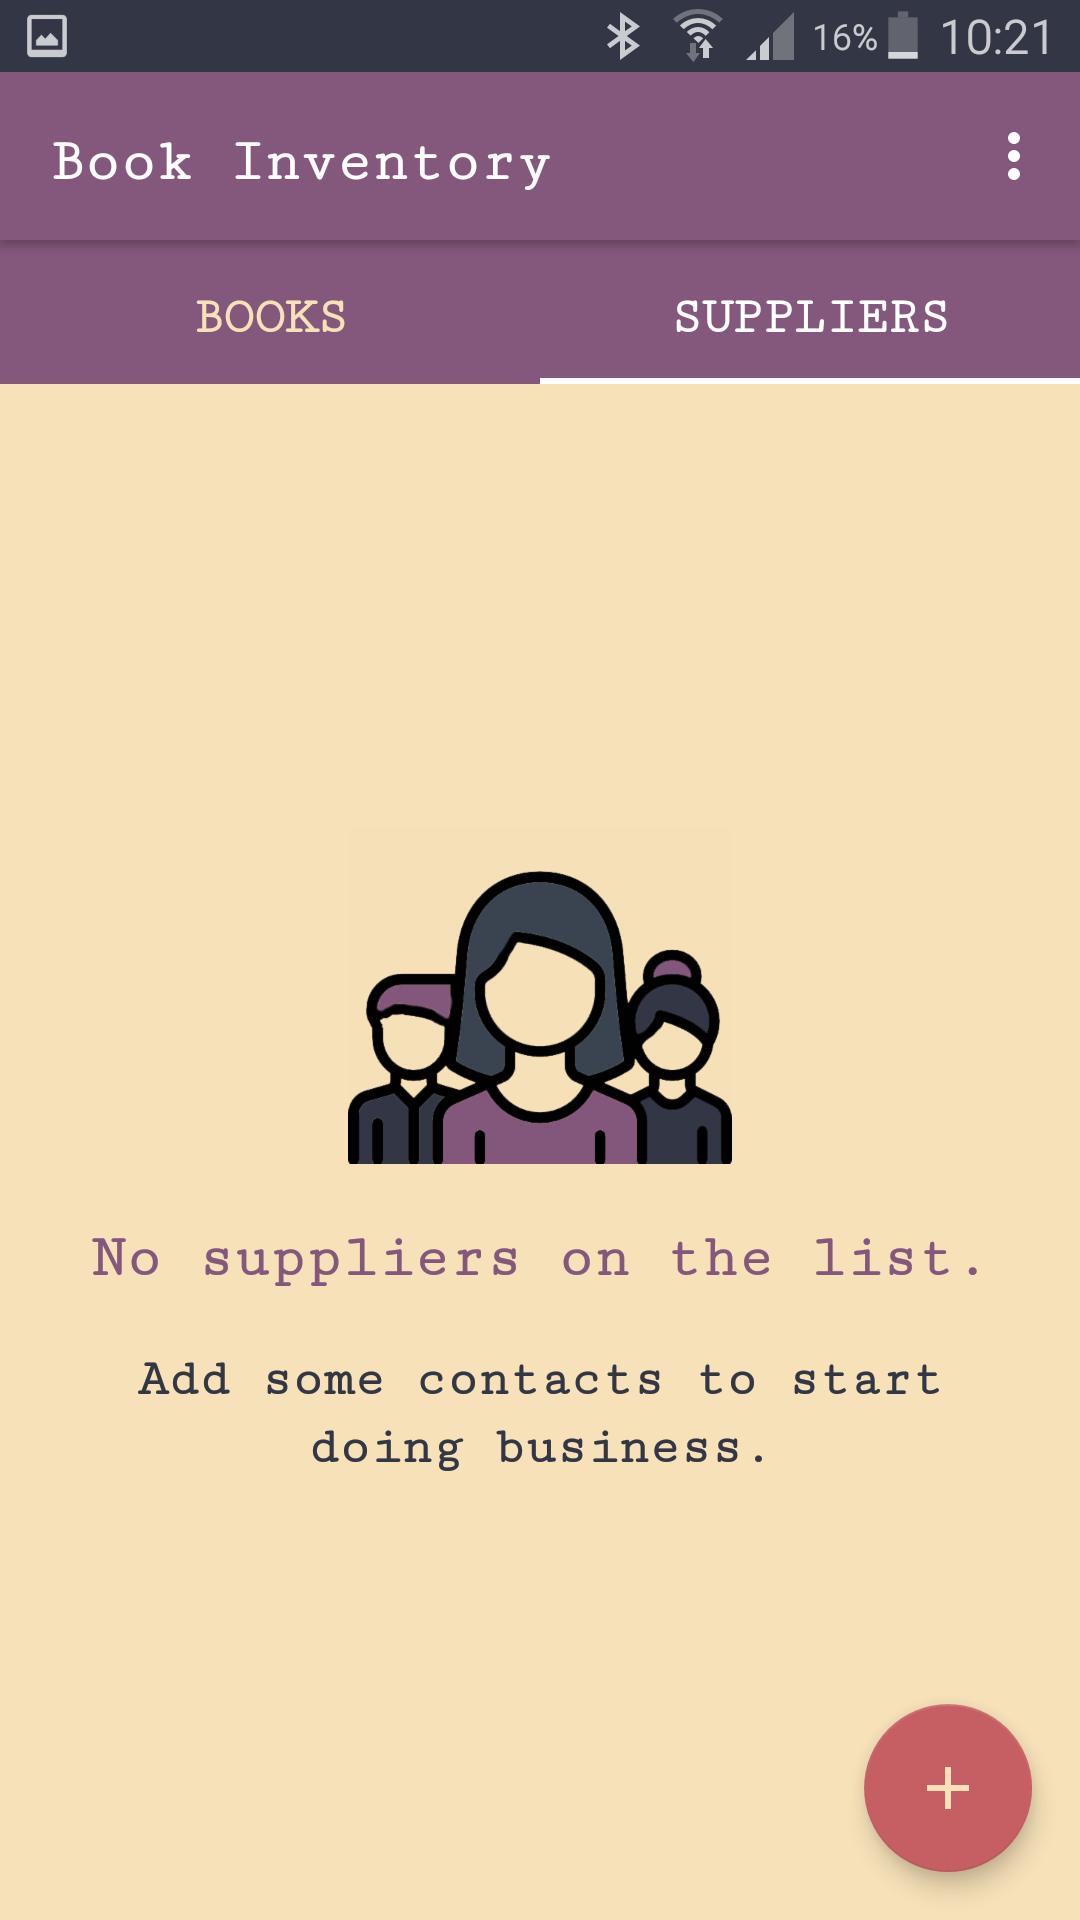 16% 10:21
Book Inventory
BOOKS SUPPLIERS
No suppliers on the list.
Add some contacts to start
doing business.